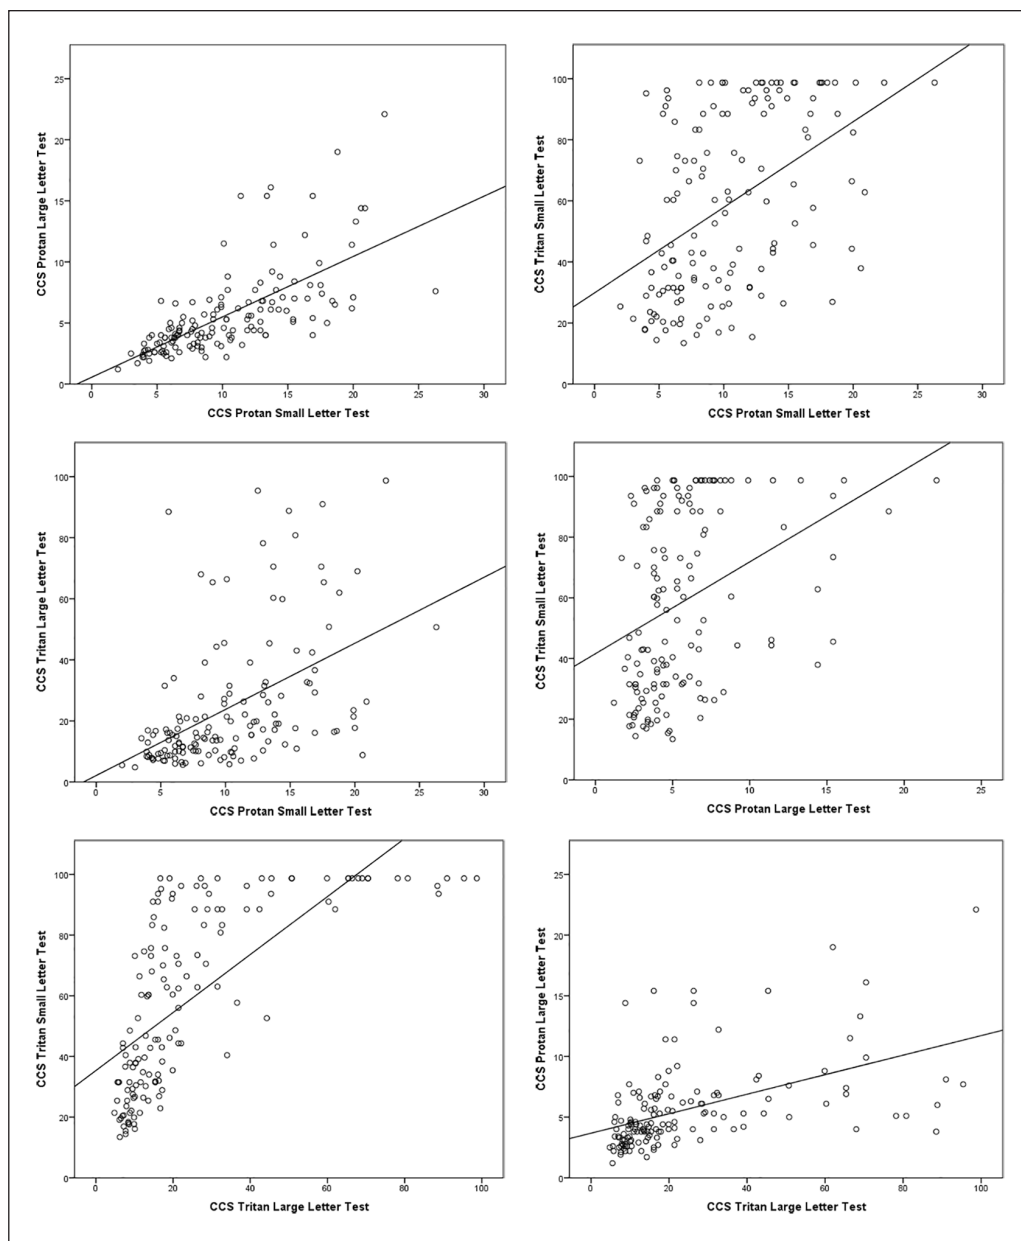 25
20
15
10
5
0
CCS Protan Large Letter Test
0 5 10 15 20 25 30
CCS Protan Small Letter Test
100
80
60
40
20
0
CCS Tritan Small Letter Test
0 5 10 15 20 25 30
CCS Protan Small Letter Test
100
80
60
40
20
0
CCS Tritan Large Letter Test
0 5 10 15 20 25 30
CCS Protan Small Letter Test
100
80
60
40
20
0
CCS Tritan Small Letter Test
0 5 10 15 20 25
CCS Protan Large Letter Test
100
80
60
40
20
0
CCS Tritan Small Letter Test
0 20 40 60 80 100
CCS Tritan Large Letter Test
25
20
15
10
5
0
CCS Protan Large Letter Test
0 20 40 60 80 100
CCS Tritan Large Letter Test